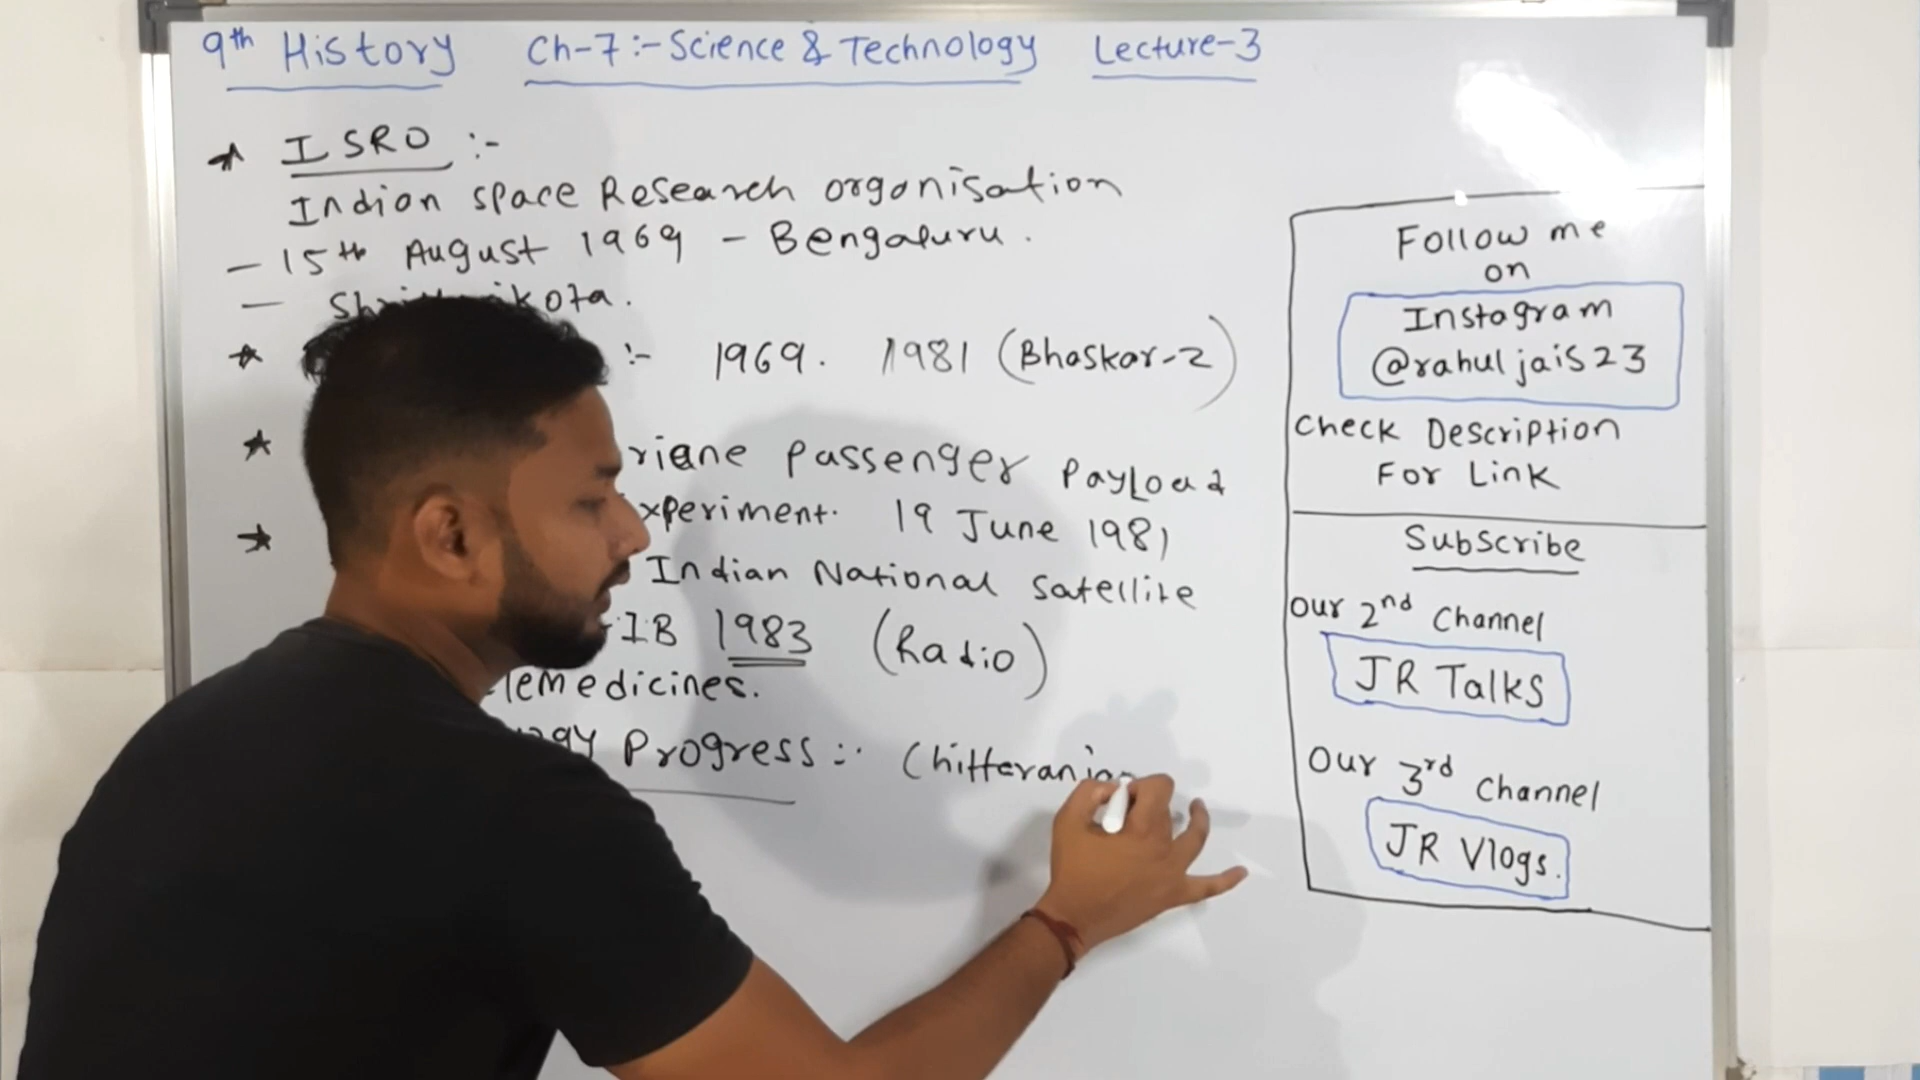 9th History Ch-7:- Science & Technology Lecture-3
★ ISRO :-
Indian space Research organisation
- 15th August 1969 - Bengaluru.
- kota.
★ :- 1969. 1981 (Bhaskar-2)
★ riane Passenger PayLoad
xperiment. 19 June 1981
★ Indian National Satellite
IB 1983 (Radio)
lemedicines.
Progress :- Chitteranja
Follow me
on
Instagram
@rahuljais23
Check Description
For Link
Subscribe
Our 2nd Channel
JR Talks
Our 3rd Channel
JR Vlogs.